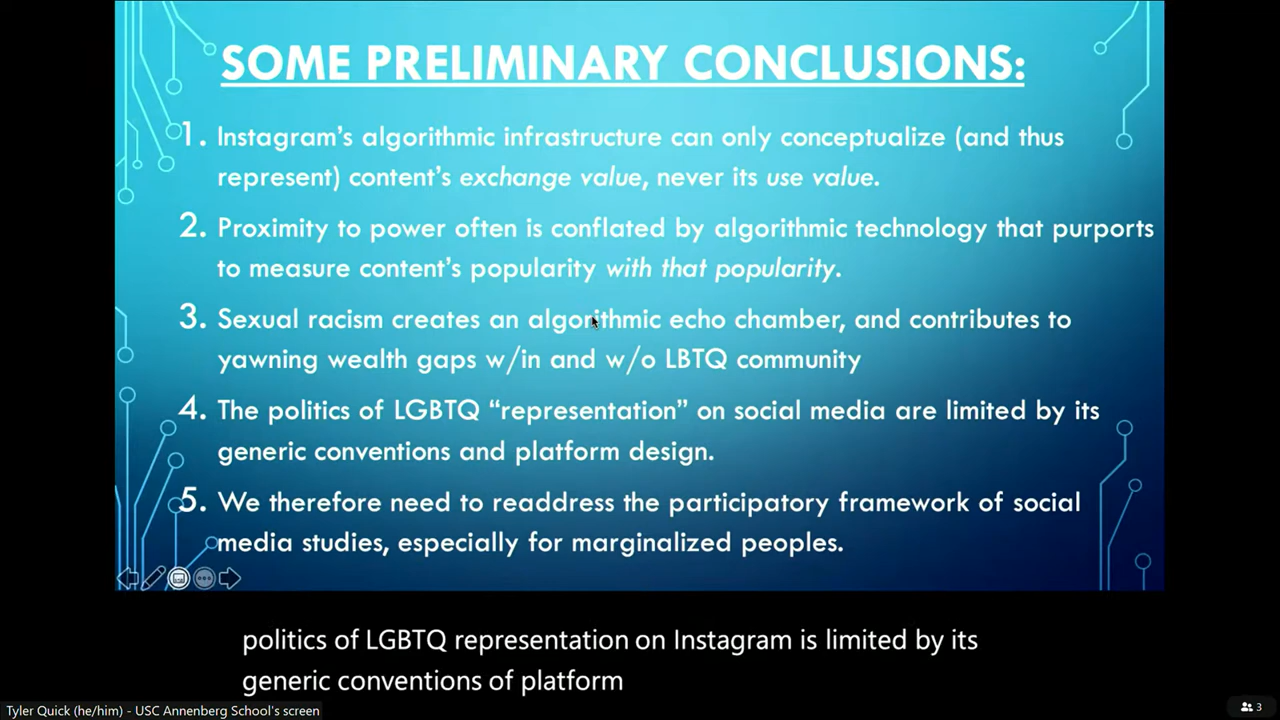 SOME PRELIMINARY CONCLUSIONS:
1. Instagram's algorithmic infrastructure can only conceptualize (and thus
represent) content's exchange value, never its use value.
2. Proximity to power often is conflated by algorithmic technology that purports
to measure content's popularity with that popularity.
3. Sexual racism creates an algorithmic echo chamber, and contributes to
yawning wealth gaps w/in and w/o LBTQ community
4. The politics of LGBTQ “representation” on social media are limited by its
generic conventions and platform design.
5. We therefore need to readdress the participatory framework of social
media studies, especially for marginalized peoples.
politics of LGBTQ representation on Instagram is limited by its
generic conventions of platform
Tyler Quick (he/him) - USC Annenberg School's screen
3